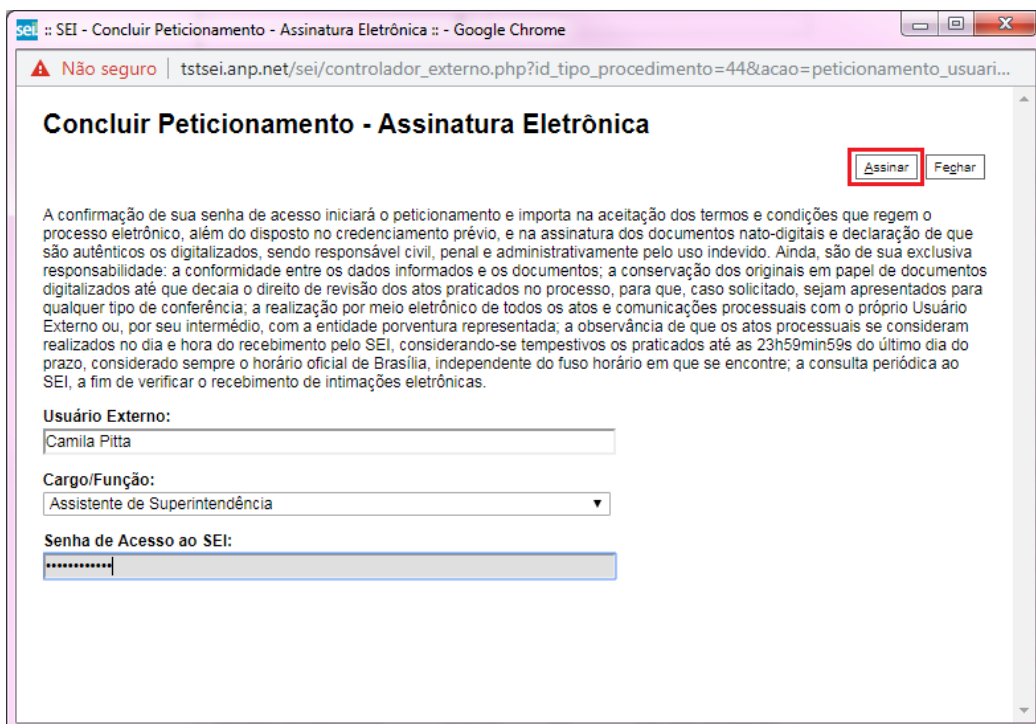 sei! :: SEI - Concluir Peticionamento - Assinatura Eletrônica :: - Google Chrome
Não seguro | tstsei.anp.net/sei/controlador_externo.php?id_tipo_procedimento=44&acao=peticionamento_usuari...
Concluir Peticionamento - Assinatura Eletrônica
Assinar Fechar
A confirmação de sua senha de acesso iniciará o peticionamento e importa na aceitação dos termos e condições que regem o
processo eletrônico, além do disposto no credenciamento prévio, e na assinatura dos documentos nato-digitais e declaração de que
são autênticos os digitalizados, sendo responsável civil, penal e administrativamente pelo uso indevido. Ainda, são de sua exclusiva
responsabilidade: a conformidade entre os dados informados e os documentos; a conservação dos originais em papel de documentos
digitalizados até que decaia o direito de revisão dos atos praticados no processo, para que, caso solicitado, sejam apresentados para
qualquer tipo de conferência; a realização por meio eletrônico de todos os atos e comunicações processuais com o próprio Usuário
Externo ou, por seu intermédio, com a entidade porventura representada; a observância de que os atos processuais se consideram
realizados no dia e hora do recebimento pelo SEI, considerando-se tempestivos os praticados até as 23h59min59s do último dia do
prazo, considerado sempre o horário oficial de Brasília, independente do fuso horário em que se encontre; a consulta periódica ao
SEI, a fim de verificar o recebimento de intimações eletrônicas.
Usuário Externo:
Camila Pitta
Cargo/Função:
Assistente de Superintendência
Senha de Acesso ao SEI:
••••••••••••